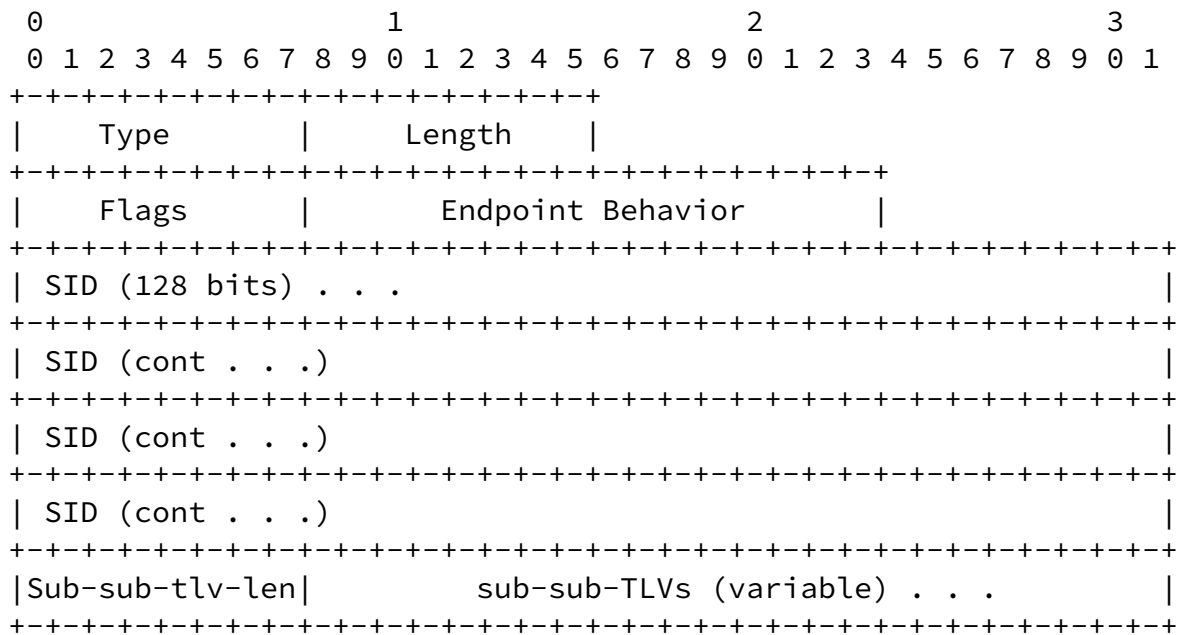 0                   1                   2                   3
 0 1 2 3 4 5 6 7 8 9 0 1 2 3 4 5 6 7 8 9 0 1 2 3 4 5 6 7 8 9 0 1
+-+-+-+-+-+-+-+-+-+-+-+-+-+-+-+-+
|    Type       |     Length    |
+-+-+-+-+-+-+-+-+-+-+-+-+-+-+-+-+-+-+-+-+-+-+-+-+
|    Flags      |       Endpoint Behavior       |
+-+-+-+-+-+-+-+-+-+-+-+-+-+-+-+-+-+-+-+-+-+-+-+-+-+-+-+-+-+-+-+-+
| SID (128 bits) . . .                                          |
+-+-+-+-+-+-+-+-+-+-+-+-+-+-+-+-+-+-+-+-+-+-+-+-+-+-+-+-+-+-+-+-+
| SID (cont . . .)                                              |
+-+-+-+-+-+-+-+-+-+-+-+-+-+-+-+-+-+-+-+-+-+-+-+-+-+-+-+-+-+-+-+-+
| SID (cont . . .)                                              |
+-+-+-+-+-+-+-+-+-+-+-+-+-+-+-+-+-+-+-+-+-+-+-+-+-+-+-+-+-+-+-+-+
| SID (cont . . .)                                              |
+-+-+-+-+-+-+-+-+-+-+-+-+-+-+-+-+-+-+-+-+-+-+-+-+-+-+-+-+-+-+-+-+
|Sub-sub-tlv-len|         sub-sub-TLVs (variable) . . .         |
+-+-+-+-+-+-+-+-+-+-+-+-+-+-+-+-+-+-+-+-+-+-+-+-+-+-+-+-+-+-+-+-+